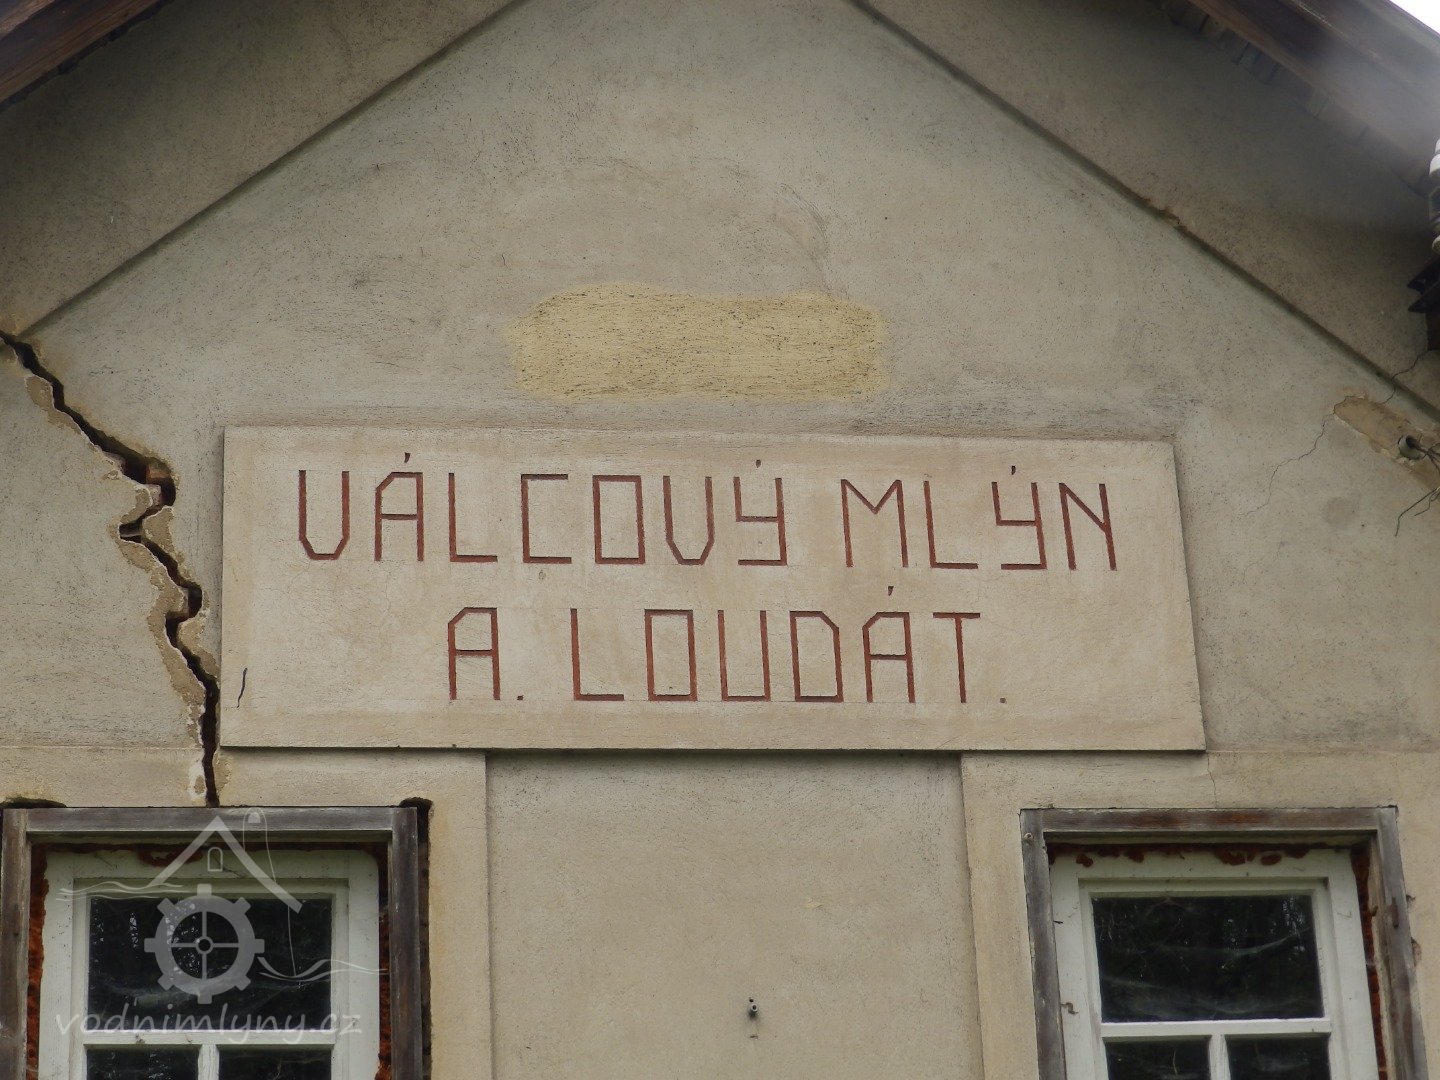 VÁLCOVÝ MLÝN
A. LOUDÁT.
vodnimlyny.cz